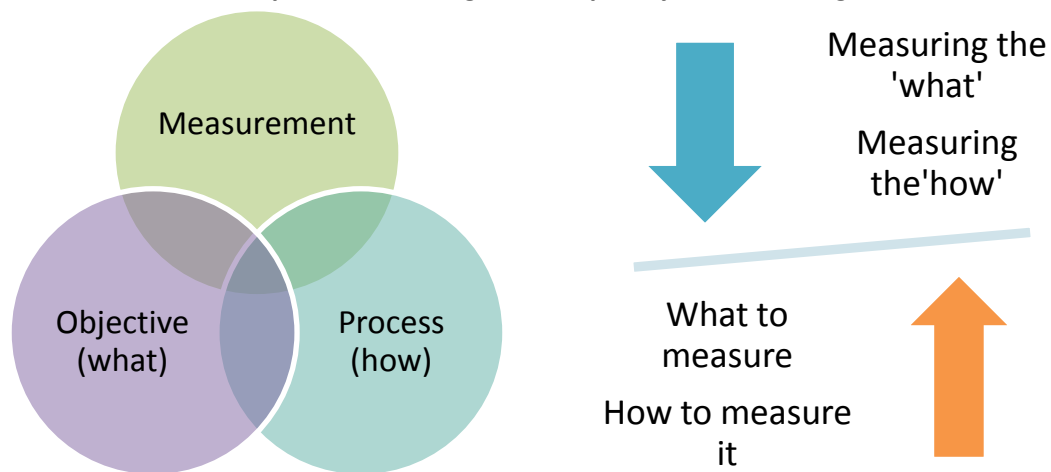 Measurement
Objective
(what)
Process
(how)
Measuring the
'what'
Measuring
the'how'
What to
measure
How to measure
it